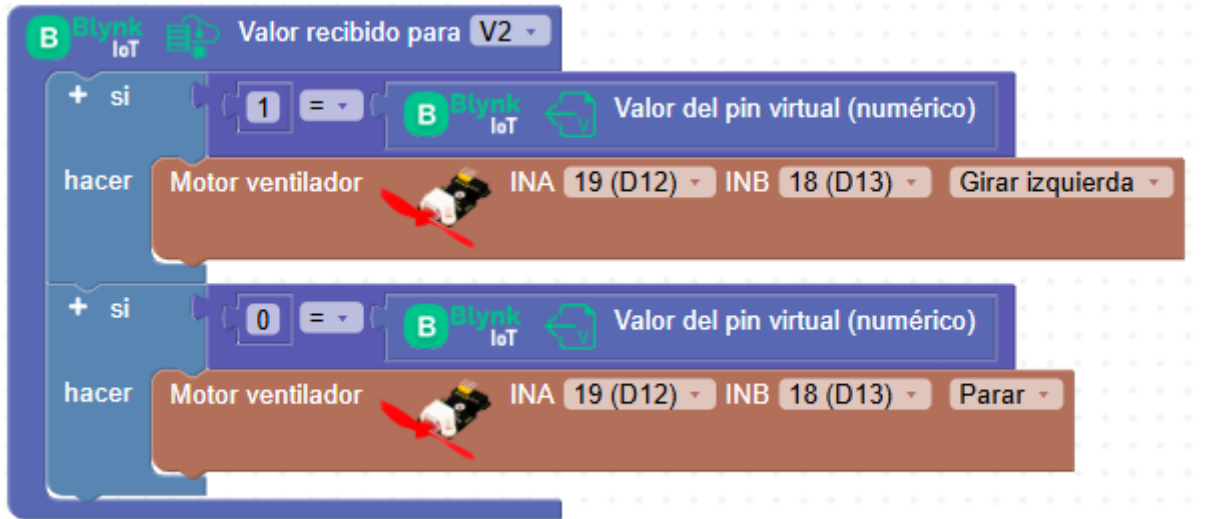 B Blynk IoT Valor recibido para V2
+ si 1 = B Blynk IoT V Valor del pin virtual (numérico)
hacer Motor ventilador INA 19 (D12) INB 18 (D13) Girar izquierda
+ si 0 = B Blynk IoT V Valor del pin virtual (numérico)
hacer Motor ventilador INA 19 (D12) INB 18 (D13) Parar